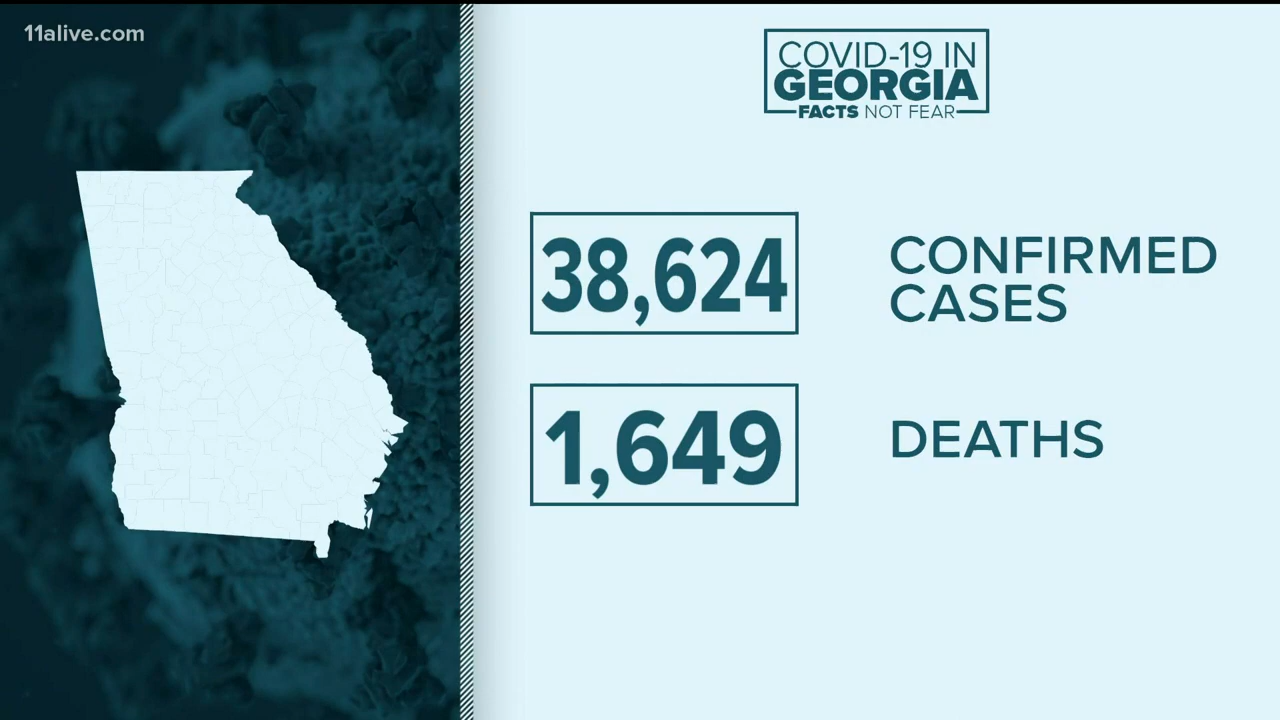 11alive.com
COVID-19 IN
GEORGIA
FACTS NOT FEAR
38,624
CONFIRMED
CASES
1,649
DEATHS